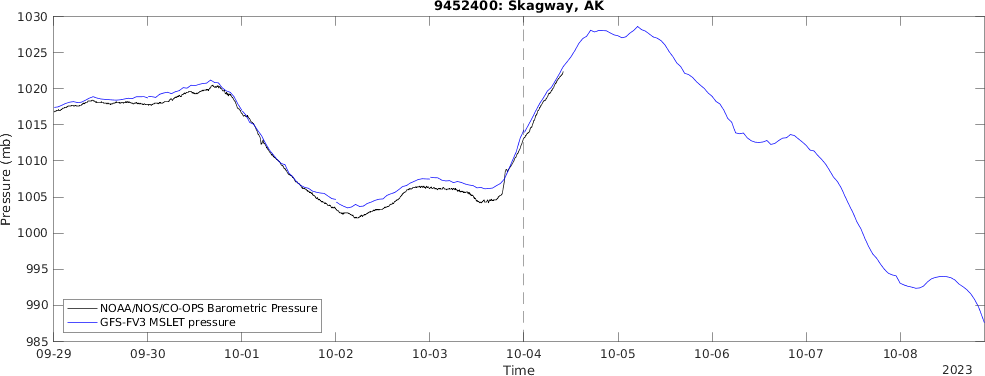 9452400: Skagway, AK
1030
1025
1020
1015
1010
1005
1000
995
990
985
Pressure (mb)
NOAA/NOS/CO-OPS Barometric Pressure
GFS-FV3 MSLET pressure
09-29 09-30 10-01 10-02 10-03 10-04 10-05 10-06 10-07 10-08
Time
2023